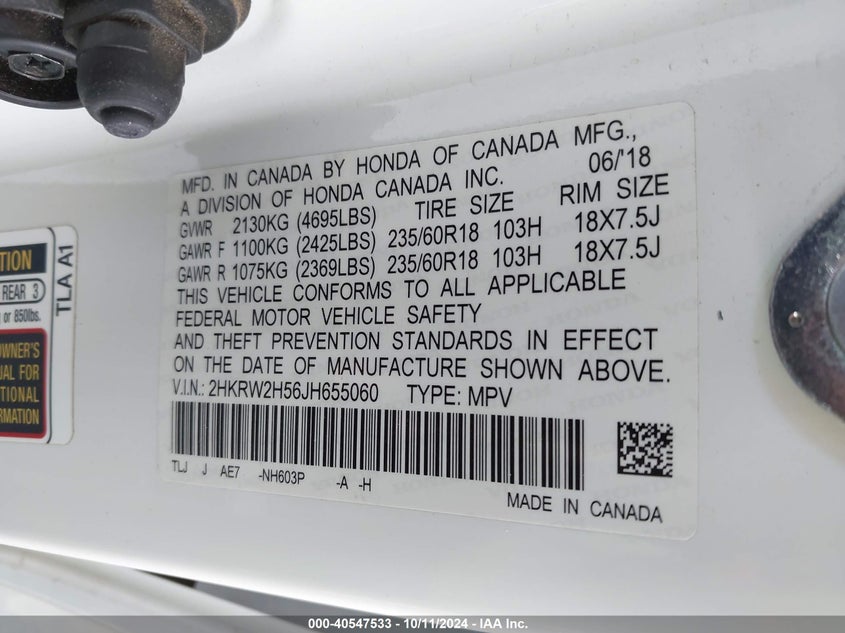 MFD. IN CANADA BY HONDA OF CANADA MFG.,
A DIVISION OF HONDA CANADA INC. 06/'18
GVWR 2130KG (4695LBS) TIRE SIZE RIM SIZE
GAWR F 1100KG (2425LBS) 235/60R18 103H 18X7.5J
GAWR R 1075KG (2369LBS) 235/60R18 103H 18X7.5J
THIS VEHICLE CONFORMS TO ALL APPLICABLE
FEDERAL MOTOR VEHICLE SAFETY
AND THEFT PREVENTION STANDARDS IN EFFECT
ON THE DATE OF MANUFACTURE SHOWN ABOVE.
V.I.N.: 2HKRW2H56JH655060 TYPE: MPV
TLJ J AE7 -NH603P -A -H
MADE IN CANADA
REAR 3
or 850lbs.
TLA A1
000-40547533 - 10/11/2024 - IAA Inc.